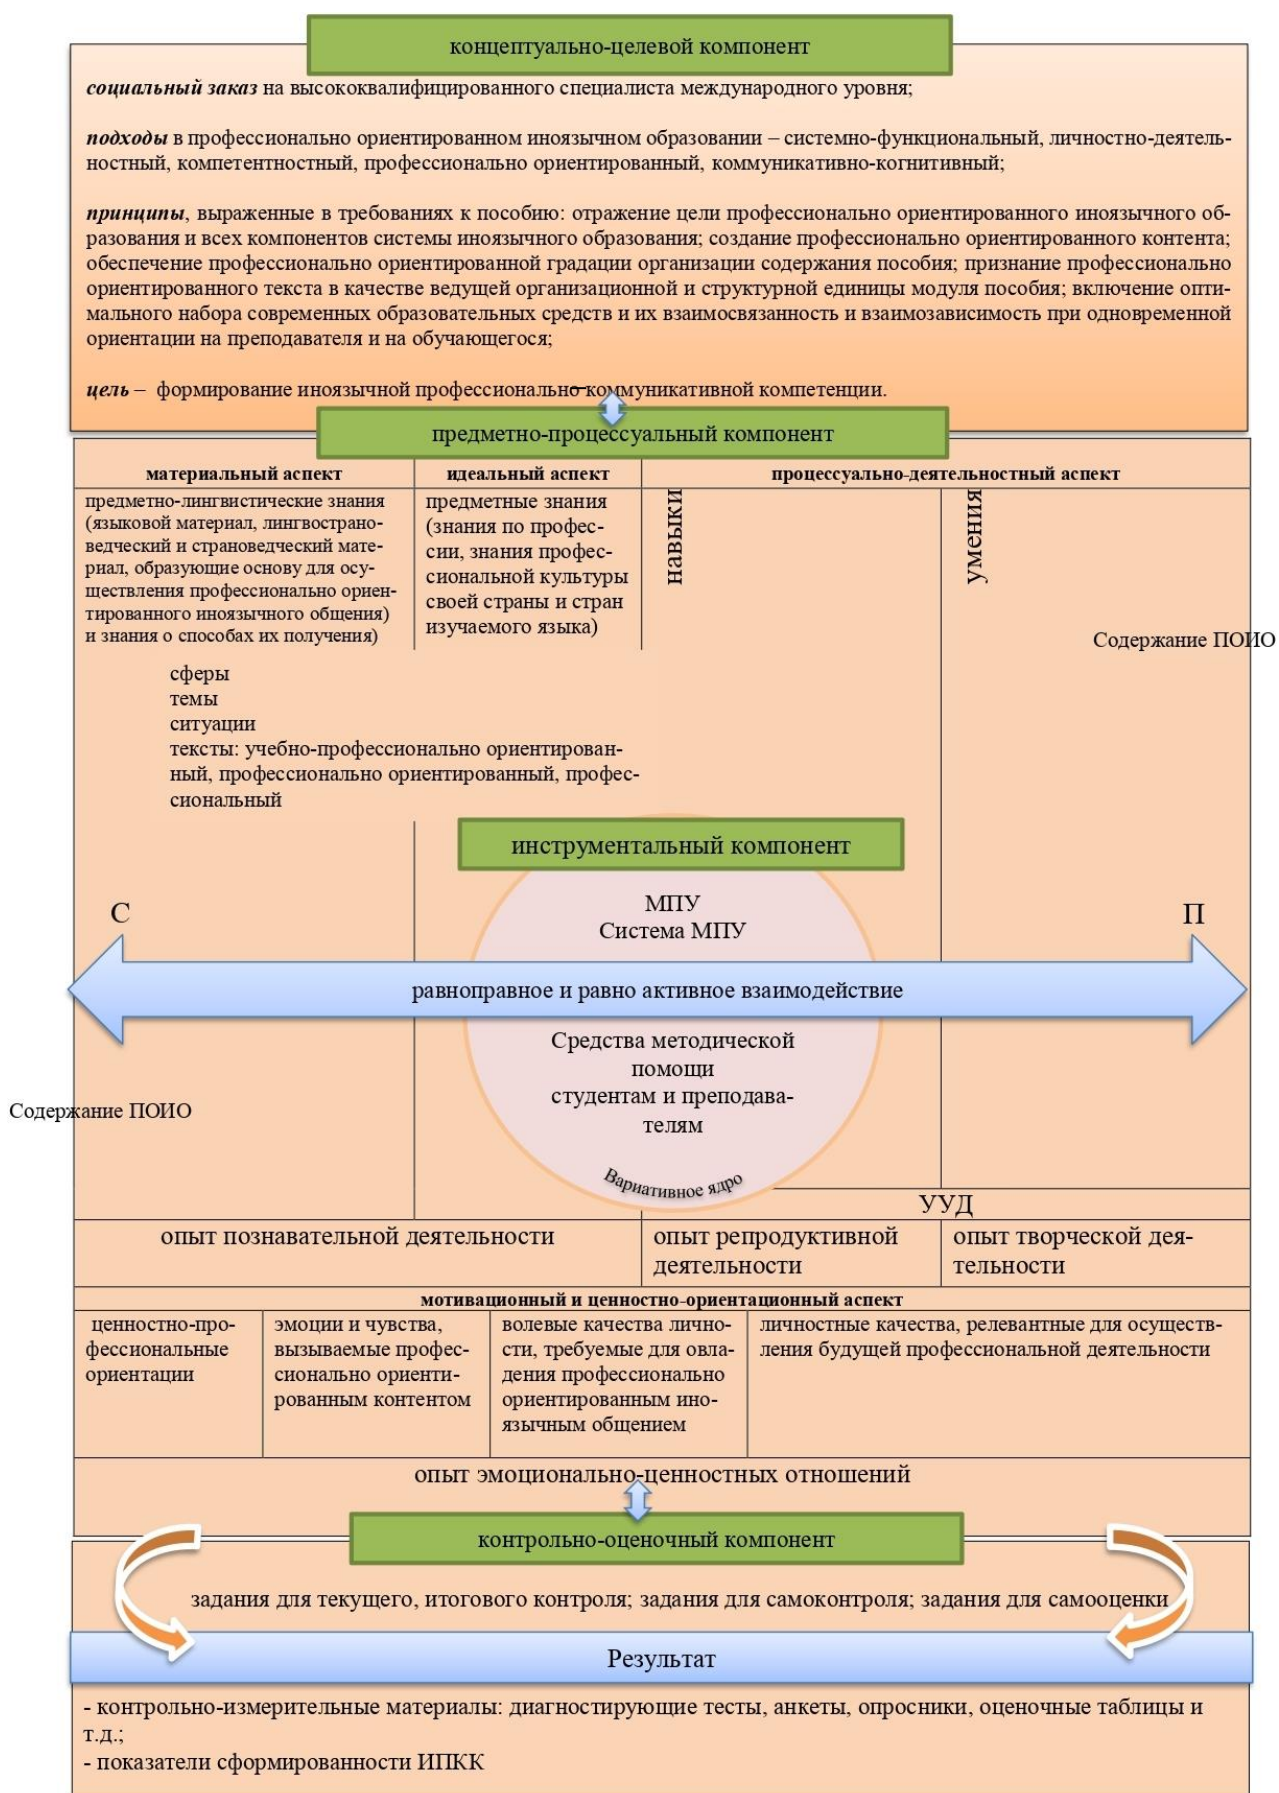 концептуально-целевой компонент
социальный заказ на высококвалифицированного специалиста международного уровня;
подходы в профессионально ориентированном иноязычном образовании – системно-функциональный, личностно-деятель-
ностный, компетентностный, профессионально ориентированный, коммуникативно-когнитивный;
принципы, выраженные в требованиях к пособию: отражение цели профессионально ориентированного иноязычного об-
разования и всех компонентов системы иноязычного образования; создание профессионально ориентированного контента;
обеспечение профессионально ориентированной градации организации содержания пособия; признание профессионально
ориентированного текста в качестве ведущей организационной и структурной единицы модуля пособия; включение опти-
мального набора современных образовательных средств и их взаимосвязанность и взаимозависимость при одновременной
ориентации на преподавателя и на обучающегося;
цель – формирование иноязычной профессионально-коммуникативной компетенции.
предметно-процессуальный компонент
материальный аспект
идеальный аспект
процессуально-деятельностный аспект
предметно-лингвистические знания
(языковой материал, лингвострано-
ведческий и страноведческий мате-
риал, образующие основу для осу-
ществления профессионально ориен-
тированного иноязычного общения)
и знания о способах их получения)
предметные знания
(знания по профес-
сии, знания профес-
сиональной культуры
своей страны и стран
изучаемого языка)
навыки
умения
Содержание ПОИО
сферы
темы
ситуации
тексты: учебно-профессионально ориентирован-
ный, профессионально ориентированный, профес-
сиональный
инструментальный компонент
МПУ
Система МПУ
С
П
равноправное и равно активное взаимодействие
Средства методической
помощи
студентам и преподава-
телям
Содержание ПОИО
Вариативное ядро
УУД
опыт познавательной деятельности
опыт репродуктивной
деятельности
опыт творческой дея-
тельности
мотивационный и ценностно-ориентационный аспект
ценностно-про-
фессиональные
ориентации
эмоции и чувства,
вызываемые профес-
сионально ориенти-
рованным контентом
волевые качества лично-
сти, требуемые для овла-
дения профессионально
ориентированным ино-
язычным общением
личностные качества, релевантные для осуществ-
ления будущей профессиональной деятельности
опыт эмоционально-ценностных отношений
контрольно-оценочный компонент
задания для текущего, итогового контроля; задания для самоконтроля; задания для самооценки
Результат
- контрольно-измерительные материалы: диагностирующие тесты, анкеты, опросники, оценочные таблицы и
т.д.;
- показатели сформированности ИПКК